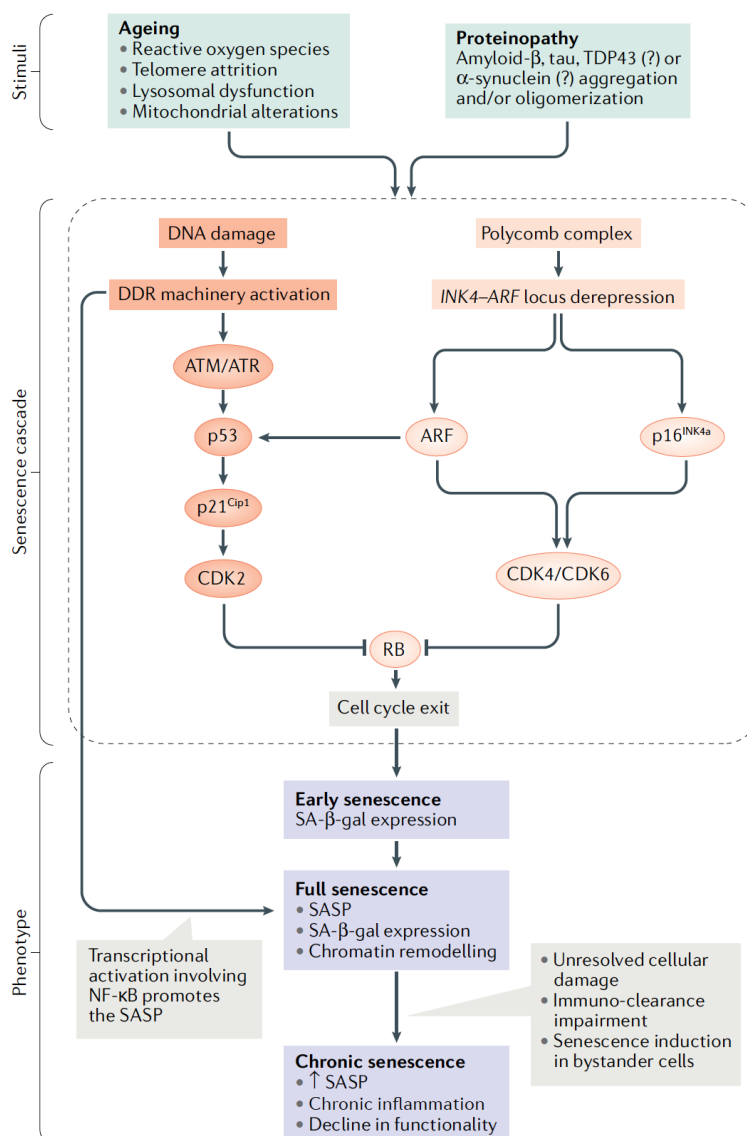 Stimuli
Ageing
• Reactive oxygen species
• Telomere attrition
• Lysosomal dysfunction
• Mitochondrial alterations
Proteinopathy
Amyloid-β, tau, TDP43 (?) or
α-synuclein (?) aggregation
and/or oligomerization
Senescence cascade
DNA damage
Polycomb complex
DDR machinery activation
INK4–ARF locus derepression
ATM/ATR
p53
ARF
p16INK4a
p21Cip1
CDK2
CDK4/CDK6
RB
Cell cycle exit
Phenotype
Early senescence
SA-β-gal expression
Full senescence
• SASP
• SA-β-gal expression
• Chromatin remodelling
Transcriptional
activation involving
NF-κB promotes
the SASP
• Unresolved cellular
damage
• Immuno-clearance
impairment
• Senescence induction
in bystander cells
Chronic senescence
• ↑ SASP
• Chronic inflammation
• Decline in functionality